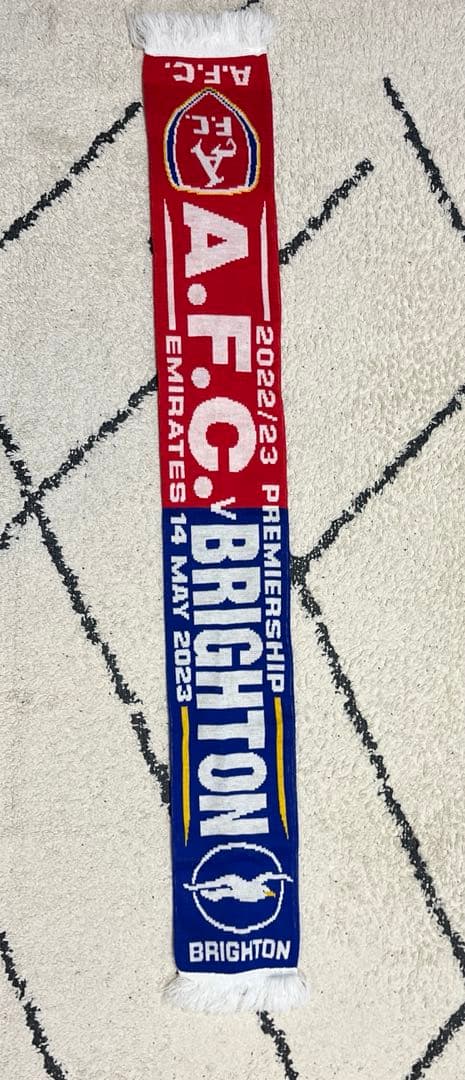 A.F.C.
A.F.C.
2022/23 PREMIERSHIP
A.F.C. v BRIGHTON
EMIRATES 14 MAY 2023
BRIGHTON